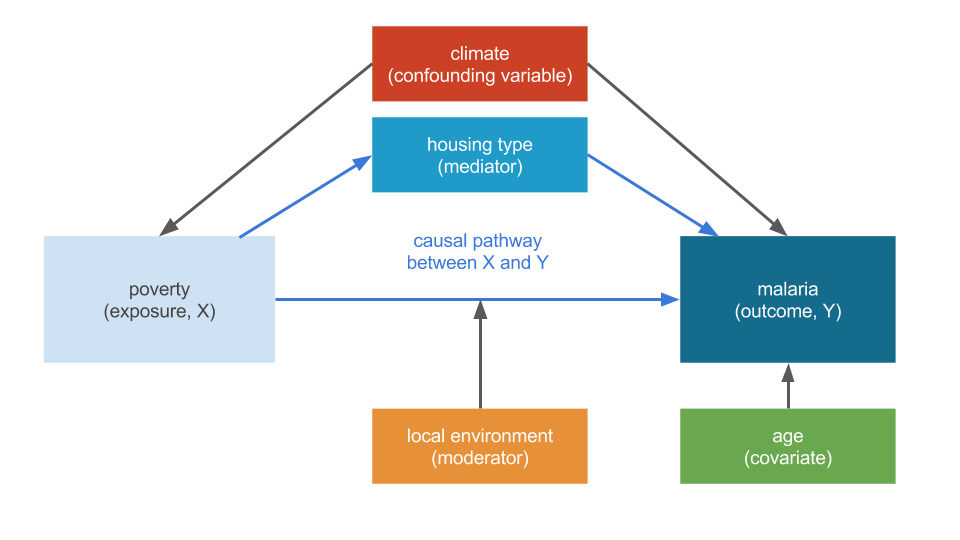 climate
(confounding variable)
housing type
(mediator)
causal pathway
between X and Y
poverty
(exposure, X)
malaria
(outcome, Y)
local environment
(moderator)
age
(covariate)